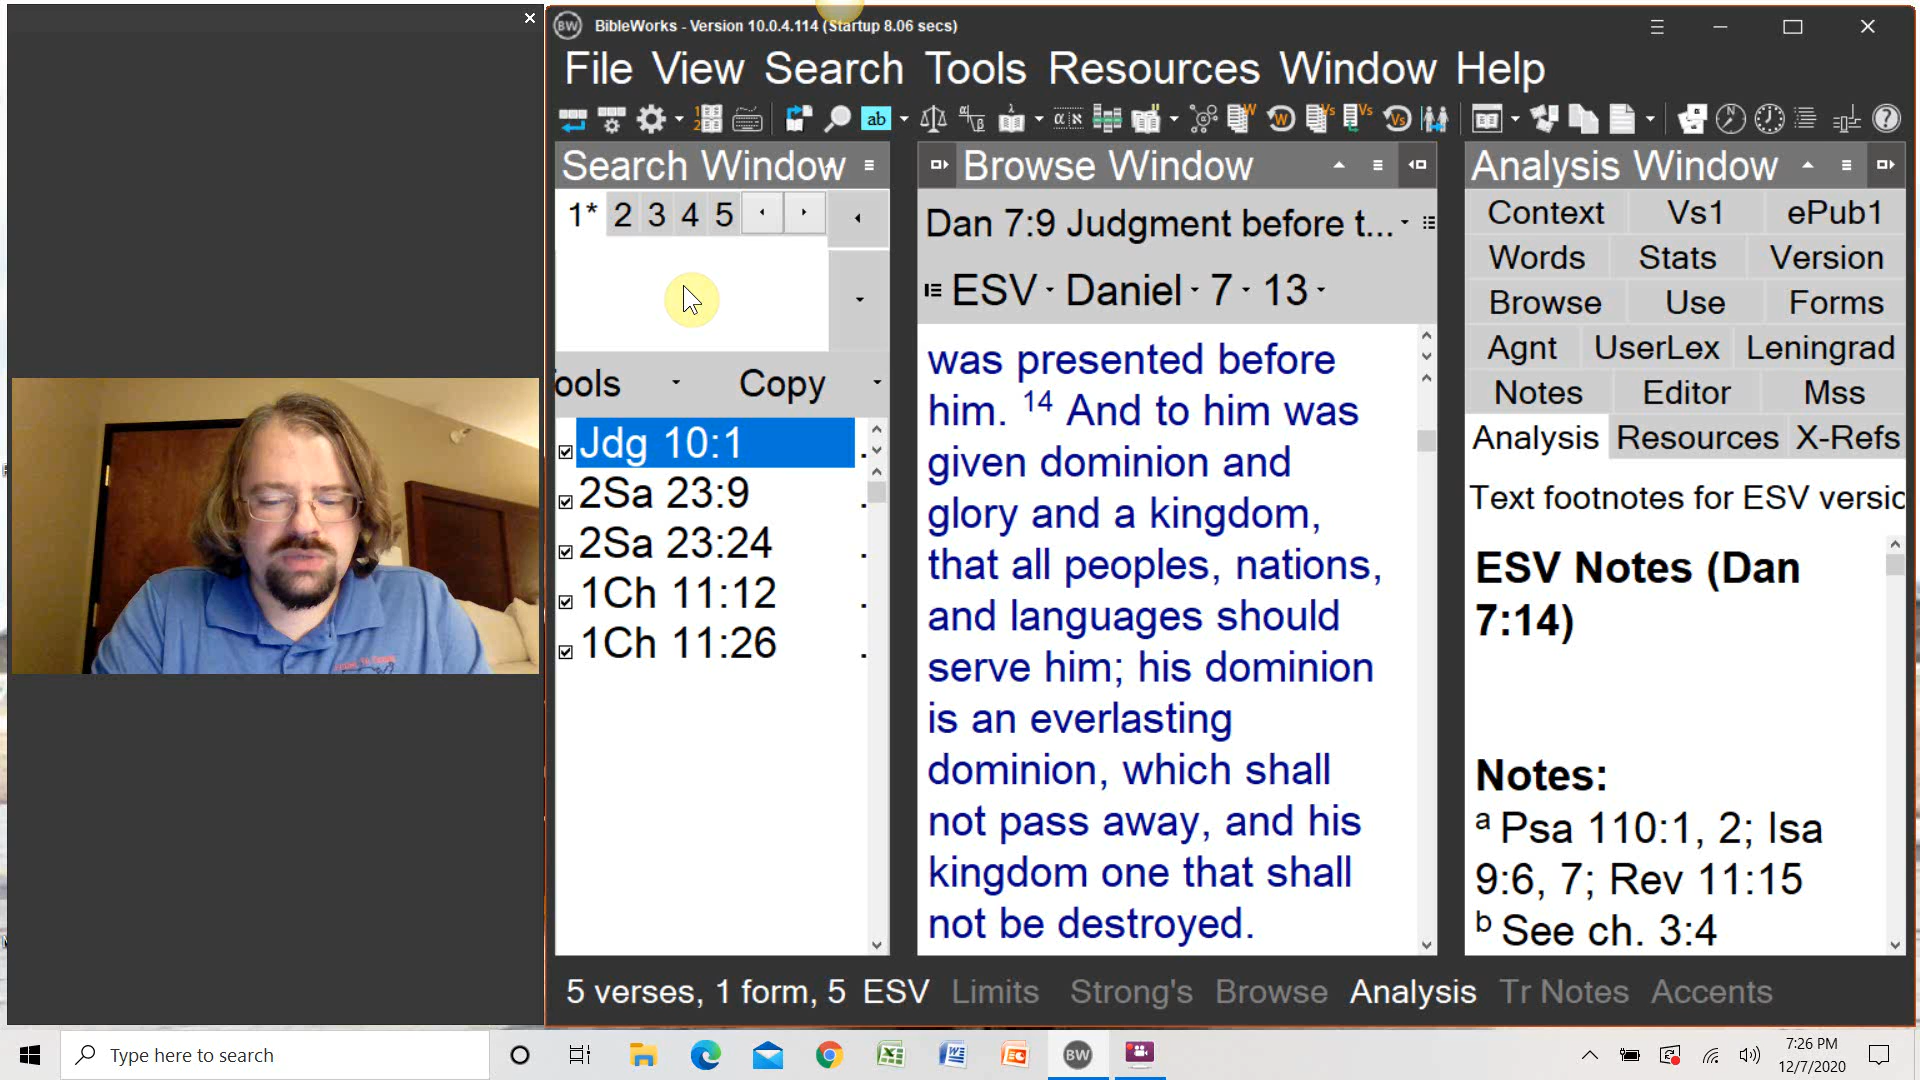 BibleWorks - Version 10.0.4.114 (Startup 8.06 secs)
File View Search Tools Resources Window Help
Search Window
1* 2 3 4 5
ools Copy
Jdg 10:1
2Sa 23:9
2Sa 23:24
1Ch 11:12
1Ch 11:26
Browse Window
Dan 7:9 Judgment before t...
ESV Daniel 7 13
was presented before
him. 14 And to him was
given dominion and
glory and a kingdom,
that all peoples, nations,
and languages should
serve him; his dominion
is an everlasting
dominion, which shall
not pass away, and his
kingdom one that shall
not be destroyed.
Analysis Window
Context Vs1 ePub1
Words Stats Version
Browse Use Forms
Agnt UserLex Leningrad
Notes Editor Mss
Analysis Resources X-Refs
Text footnotes for ESV versio
ESV Notes (Dan
7:14)
Notes:
a Psa 110:1, 2; Isa
9:6, 7; Rev 11:15
b See ch. 3:4
5 verses, 1 form, 5 ESV Limits Strong's Browse Analysis Tr Notes Accents
Type here to search
BW
7:26 PM
12/7/2020